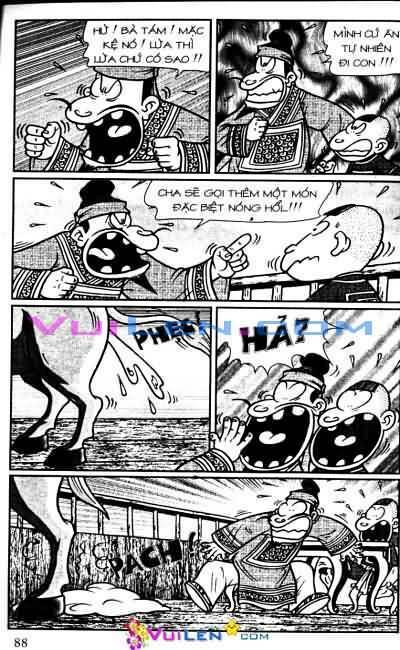 HỪ! BÀ TÁM! MẶC
KỆ NÓ! LỪA THÌ
LỪA CHỨ CÓ SAO!!
MÌNH CỨ ĂN
TỰ NHIÊN
ĐI CON!!!
CHA SẼ GỌI THÊM MỘT MÓN
ĐẶC BIỆT NÓNG HỔI!!!
VUILEN.COM
PHẸT!
HẢ!
PẠCH!
88
VUILEN.COM